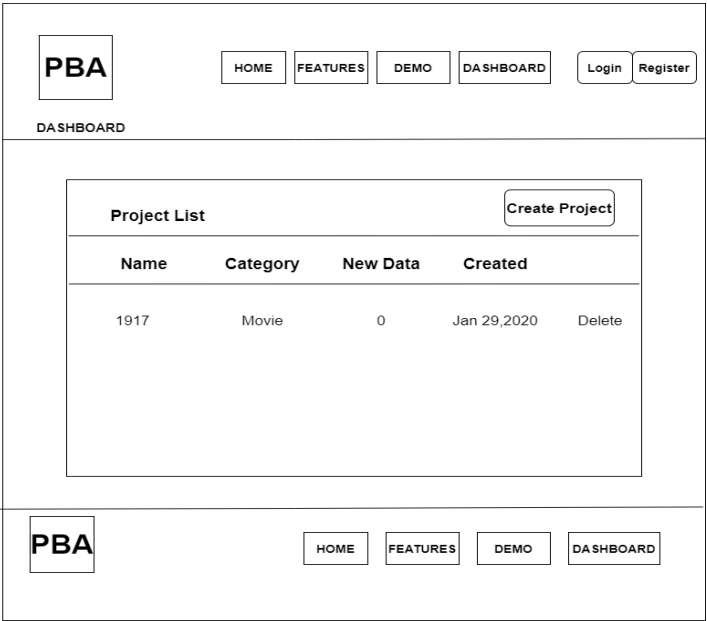 PBA
HOME FEATURES DEMO DASHBOARD Login Register
DASHBOARD
Project List Create Project
Name Category New Data Created
1917 Movie 0 Jan 29,2020 Delete
PBA HOME FEATURES DEMO DASHBOARD